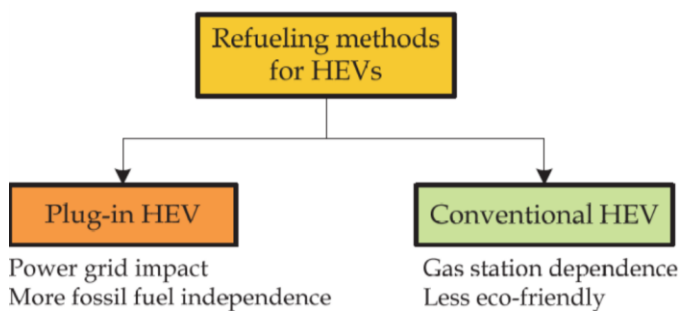 Refueling methods
for HEVs
Plug-in HEV
Power grid impact
More fossil fuel independence
Conventional HEV
Gas station dependence
Less eco-friendly